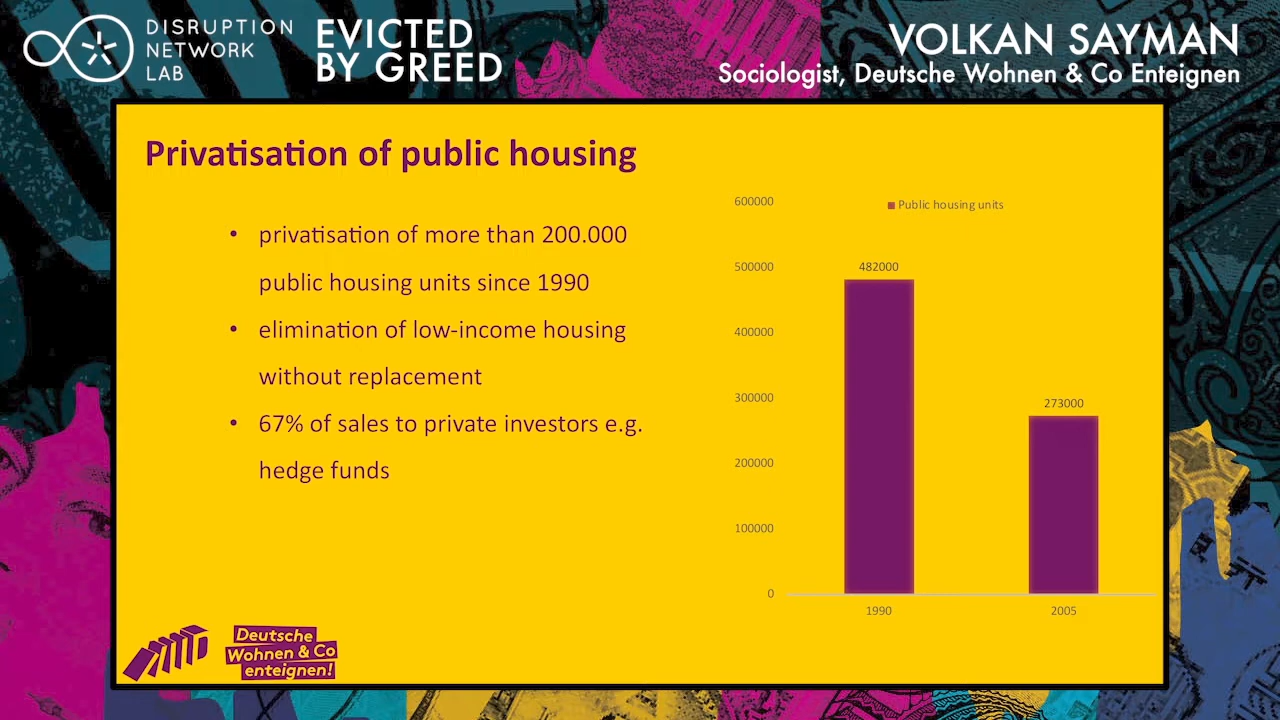 DISRUPTION
NETWORK
LAB
EVICTED
BY GREED
VOLKAN SAYMAN
Sociologist, Deutsche Wohnen & Co Enteignen
Privatisation of public housing
• privatisation of more than 200.000
public housing units since 1990
• elimination of low-income housing
without replacement
• 67% of sales to private investors e.g.
hedge funds
Public housing units
600000
500000
400000
300000
200000
100000
0
482000
273000
1990
2005
Deutsche
Wohnen & Co
enteignen!